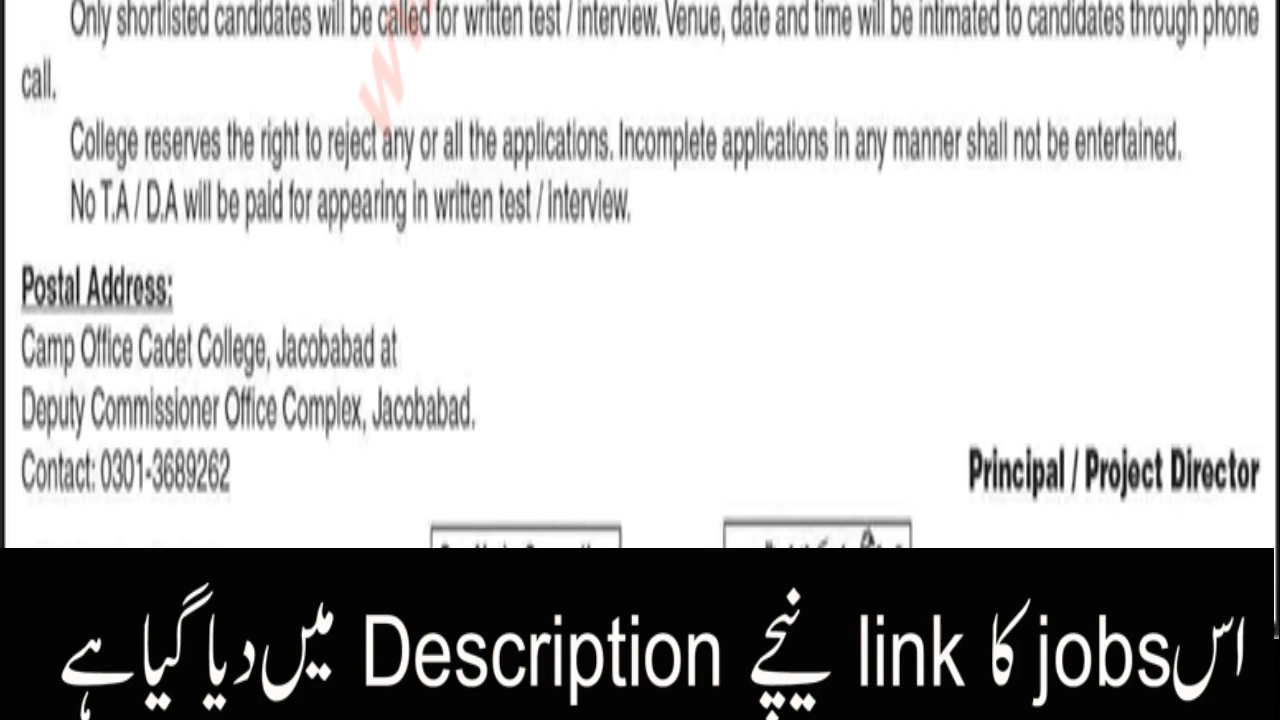 Only shortlisted candidates will be called for written test / interview. Venue, date and time will be intimated to candidates through phone
call.
College reserves the right to reject any or all the applications. Incomplete applications in any manner shall not be entertained.
No T.A / D.A will be paid for appearing in written test / interview.
Postal Address:
Camp Office Cadet College, Jacobabad at
Deputy Commissioner Office Complex, Jacobabad.
Contact: 0301-3689262
Principal / Project Director
اس jobs کا link نیچے Description میں دیا گیا ہے